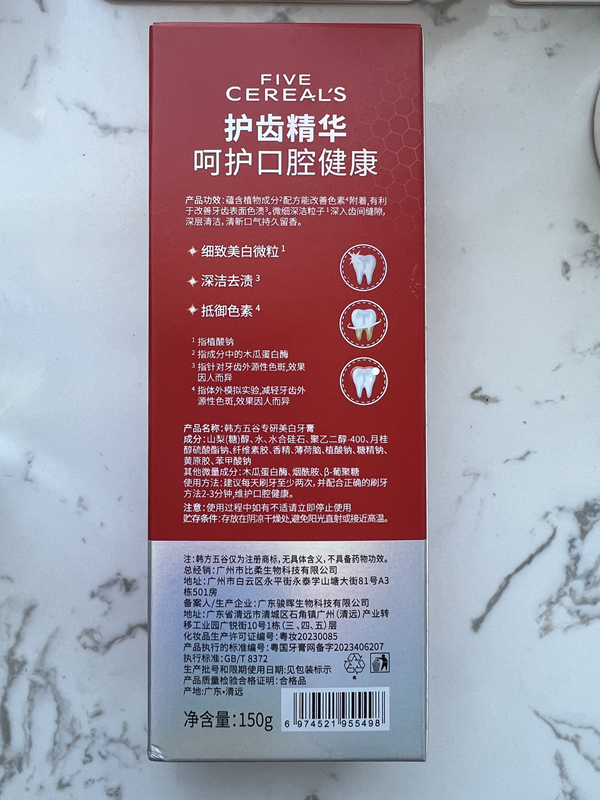 FIVE
CEREAL'S
护齿精华
呵护口腔健康
产品功效:蕴含植物成分²配方能改善色素⁴附着,有利
于改善牙齿表面色渍³。微细深洁粒子¹深入齿间缝隙,
深层清洁,清新口气持久留香。
细致美白微粒¹
深洁去渍³
抵御色素⁴
¹ 指植酸钠
² 指成分中的木瓜蛋白酶
³ 指针对牙齿外源性色斑,效果
因人而异
⁴ 指体外模拟实验,减轻牙齿外
源性色斑,效果因人而异
产品名称:韩方五谷专研美白牙膏
成分:山梨(糖)醇、水、水合硅石、聚乙二醇-400、月桂
醇硫酸酯钠、纤维素胶、香精、薄荷脑、植酸钠、糖精钠、
黄原胶、苯甲酸钠
其他微量成分:木瓜蛋白酶、烟酰胺、β-葡聚糖
使用方法:建议每天刷牙至少两次,并配合正确的刷牙
方法2-3分钟,维护口腔健康。
注意:使用过程中如有不适请立即停止使用
贮存条件:存放在阴凉干燥处,避免阳光直射或接近高温。
注:韩方五谷仅为注册商标,无具体含义,不具备药物功效。
总经销:广州市比柔生物科技有限公司
地址:广州市白云区永平街永泰学山塘大街81号A3
栋501房
备案人/生产企业:广东骏晖生物科技有限公司
地址:广东省清远市清城区石角镇广州(清远)产业转
移工业园广锐街10号1栋(三、四、五)层
化妆品生产许可证编号:粤妆20230085
产品执行的标准编号:粤国牙膏网备字2023406207
执行标准:GB/T 8372
生产批号和限期使用日期:见包装标示
产品质量检验合格证明:合格品
产地:广东•清远
净含量:150g
6 974521 955498